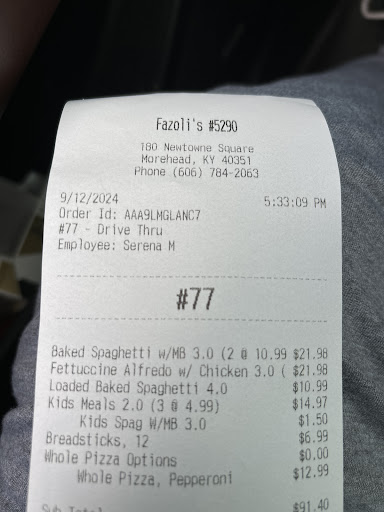 Fazoli's #5290
180 Newtowne Square
Morehead, KY 40351
Phone (606) 784-2063
9/12/2024 5:33:09 PM
Order Id: AAA9LMGLANC7
#77 - Drive Thru
Employee: Serena M
#77
Baked Spaghetti w/MB 3.0 (2 @ 10.99 $21.98
Fettuccine Alfredo w/ Chicken 3.0 ( $21.98
Loaded Baked Spaghetti 4.0 $10.99
Kids Meals 2.0 (3 @ 4.99) $14.97
Kids Spag W/MB 3.0 $1.50
Breadsticks, 12 $6.99
Whole Pizza Options $0.00
Whole Pizza, Pepperoni $12.99
Sub Total $91.40